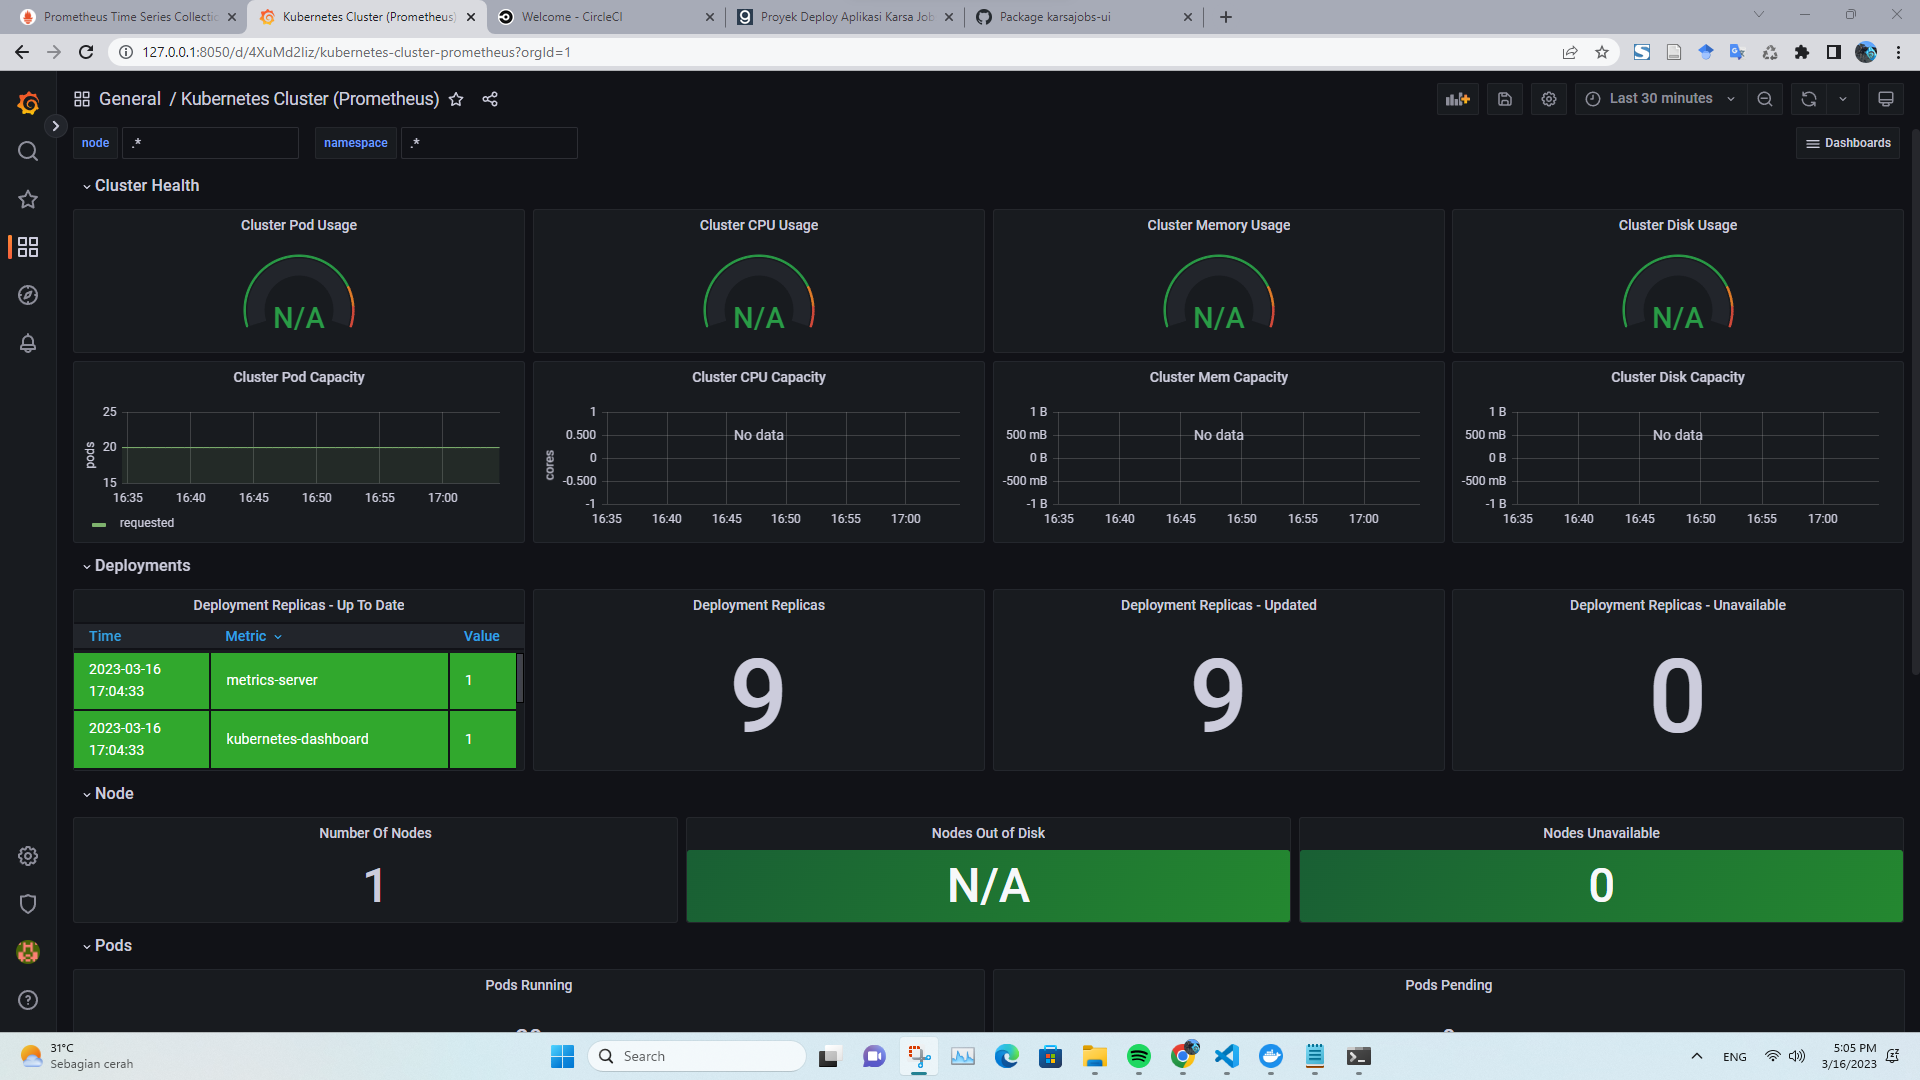 Prometheus Time Series Collectic
Kubernetes Cluster (Prometheus)
Welcome - CircleCI
Proyek Deploy Aplikasi Karsa Job
Package karsajobs-ui
127.0.0.1:8050/d/4XuMd2Iiz/kubernetes-cluster-prometheus?orgId=1
General / Kubernetes Cluster (Prometheus)
Last 30 minutes
node .* namespace .*
Dashboards
Cluster Health
Cluster Pod Usage
N/A
Cluster CPU Usage
N/A
Cluster Memory Usage
N/A
Cluster Disk Usage
N/A
Cluster Pod Capacity
pods
25
20
15
16:35 16:40 16:45 16:50 16:55 17:00
requested
Cluster CPU Capacity
cores
1
0.500
0
-0.500
-1
No data
16:35 16:40 16:45 16:50 16:55 17:00
Cluster Mem Capacity
1 B
500 mB
0 B
-500 mB
-1 B
No data
16:35 16:40 16:45 16:50 16:55 17:00
Cluster Disk Capacity
1 B
500 mB
0 B
-500 mB
-1 B
No data
16:35 16:40 16:45 16:50 16:55 17:00
Deployments
Deployment Replicas - Up To Date
Time Metric Value
2023-03-16 17:04:33 metrics-server 1
2023-03-16 17:04:33 kubernetes-dashboard 1
Deployment Replicas
9
Deployment Replicas - Updated
9
Deployment Replicas - Unavailable
0
Node
Number Of Nodes
1
Nodes Out of Disk
N/A
Nodes Unavailable
0
Pods
Pods Running
Pods Pending
31°C
Sebagian cerah
Search
ENG
5:05 PM
3/16/2023